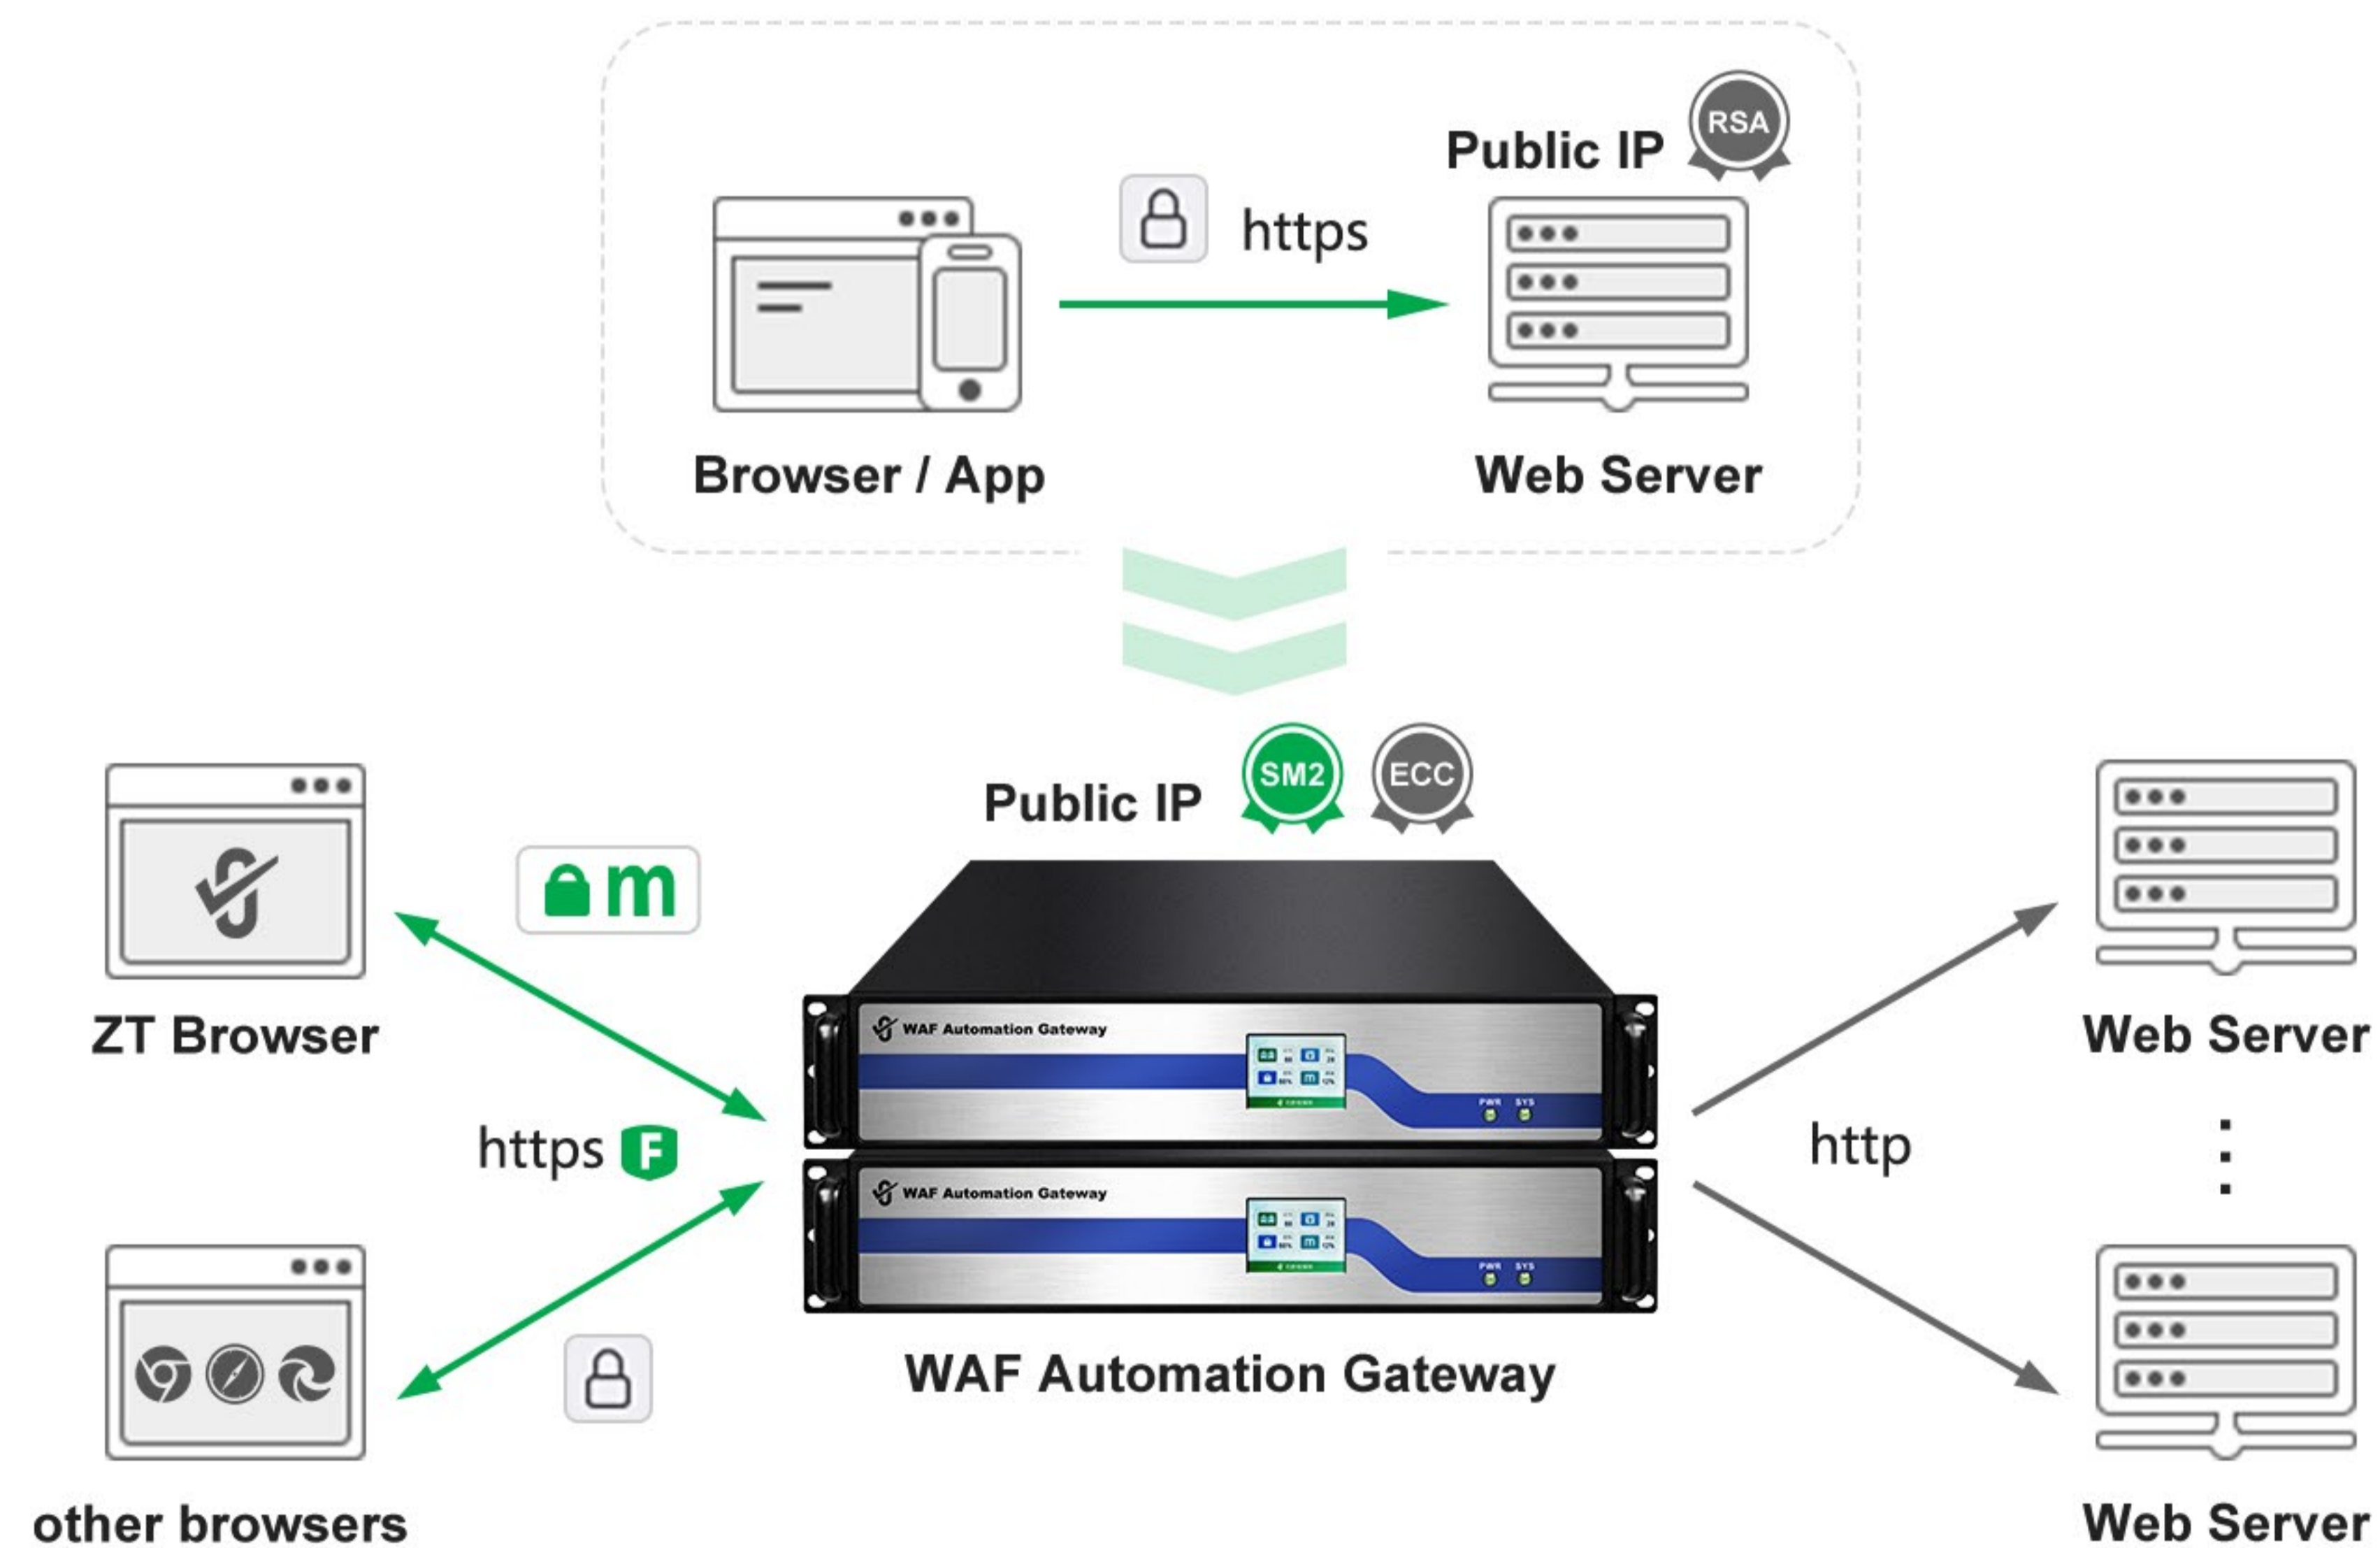 Public IP
RSA
https
Browser / App
Web Server
Public IP
SM2
ECC
m
ZT Browser
WAF Automation Gateway
PWR SYS
https F
http
Web Server
WAF Automation Gateway
PWR SYS
WAF Automation Gateway
other browsers
Web Server